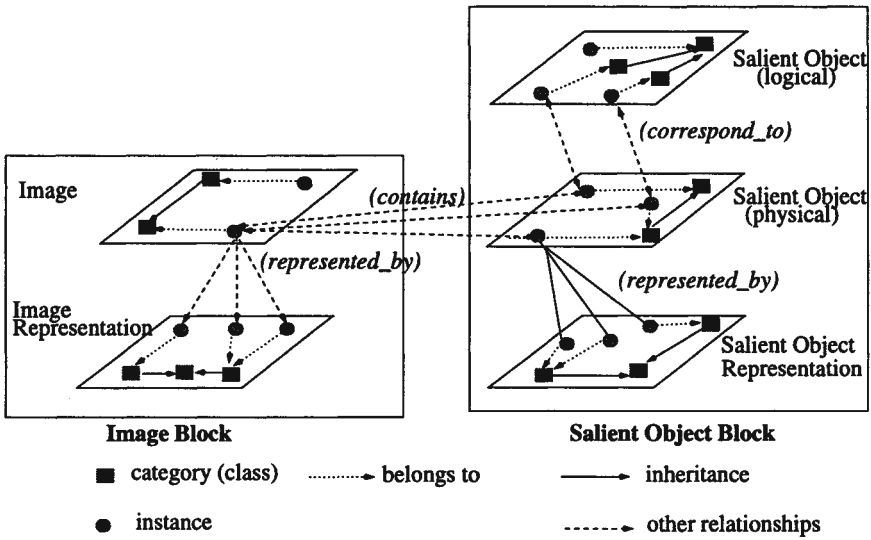 Salient Object
(logical)
(correspond_to)
Image
(contains)
Salient Object
(physical)
(represented_by)
(represented_by)
Image
Representation
Salient Object
Representation
Image Block
Salient Object Block
category (class)
belongs to
inheritance
instance
other relationships